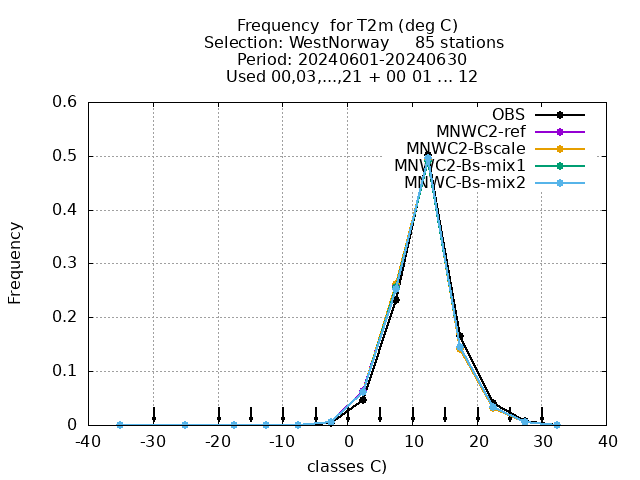 Frequency  for T2m (deg C)
Selection: WestNorway     85 stations
Period: 20240601-20240630
Used 00,03,...,21 + 00 01 ... 12
0.6
0.5
0.4
0.3
0.2
0.1
0
Frequency
OBS
MNWC2-ref
MNWC2-Bscale
MNWC2-Bs-mix1
MNWC-Bs-mix2
-40 -30 -20 -10 0 10 20 30 40
classes C)